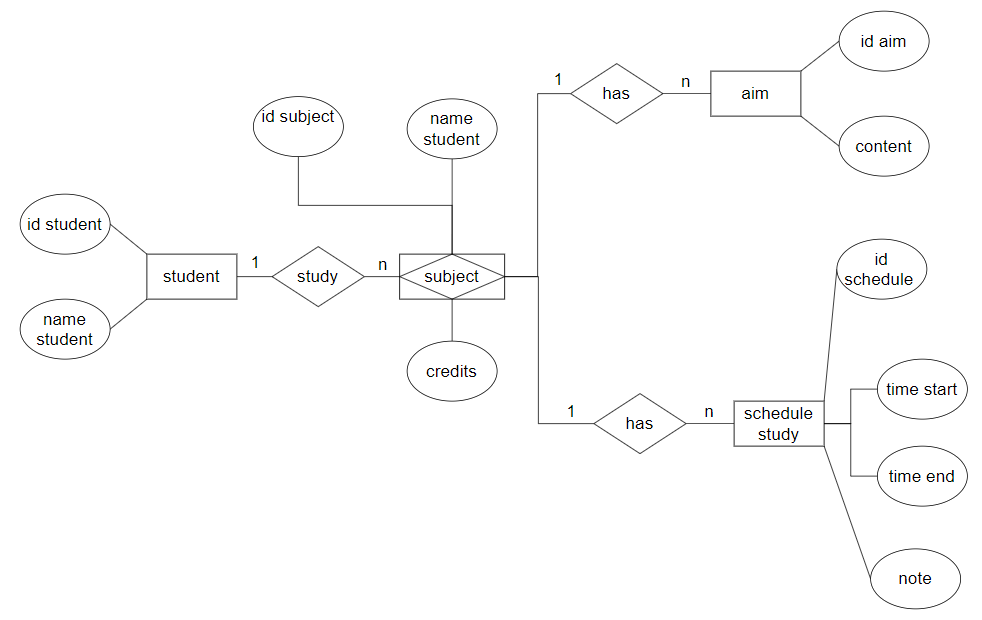 id aim
1
has
n
aim
id subject
name
student
content
id student
student
1
study
n
subject
id
schedule
name
student
credits
time start
1
has
n
schedule
study
time end
note